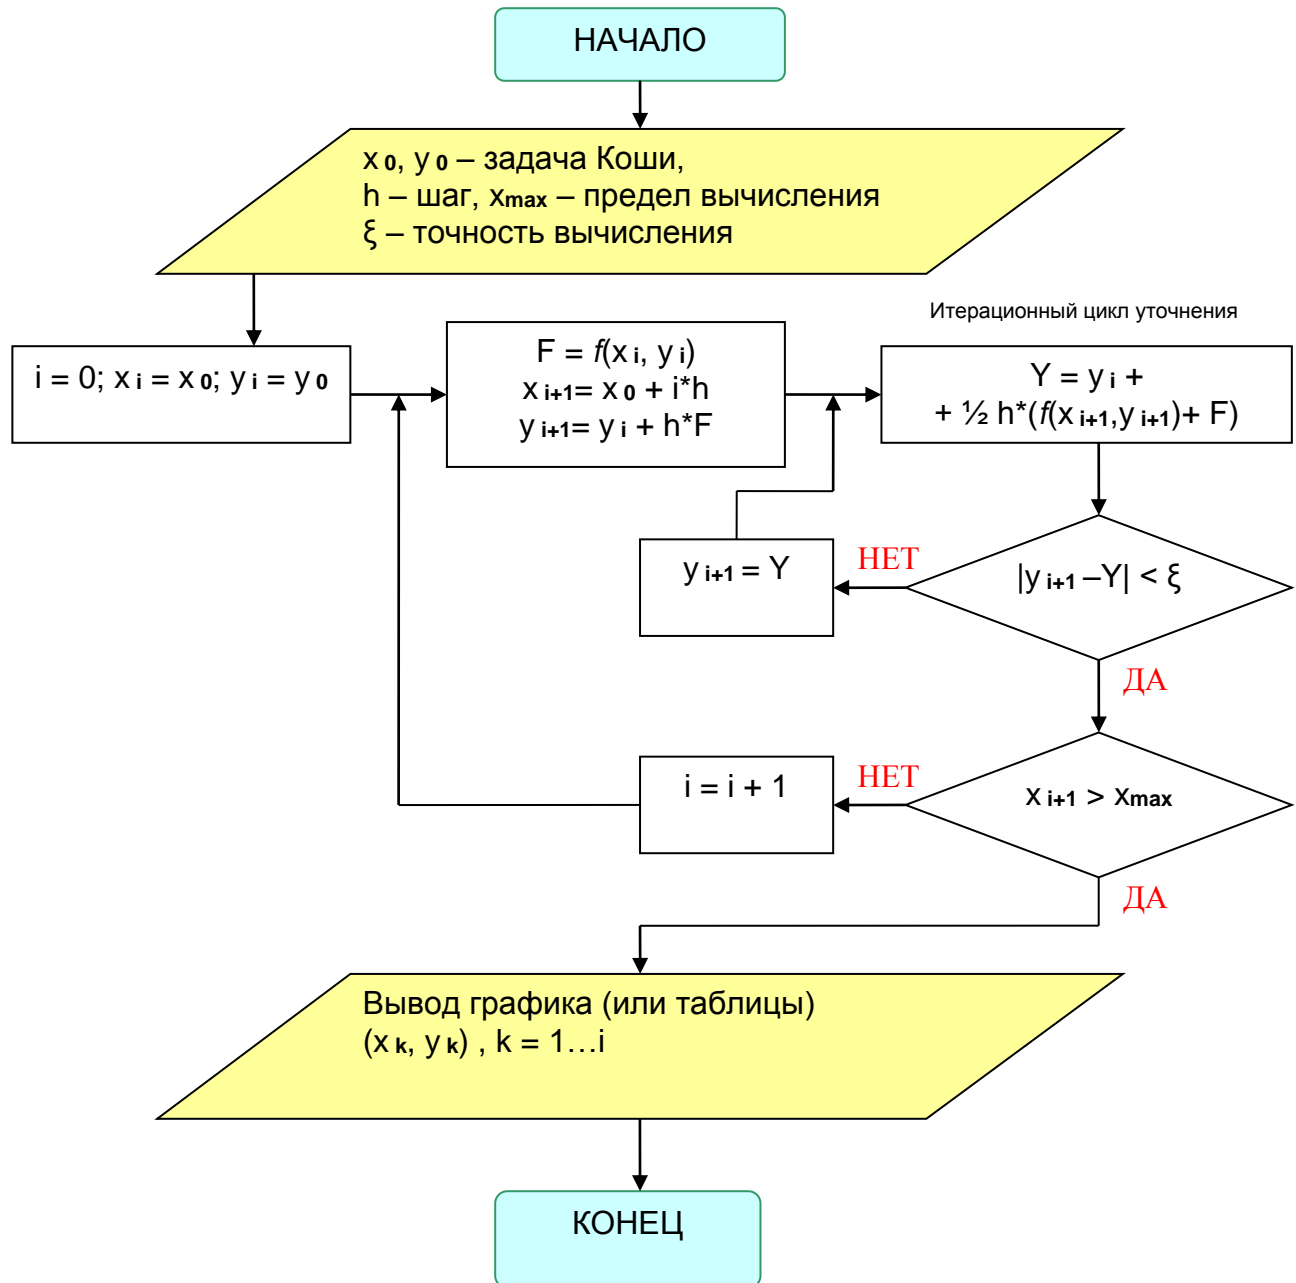 НАЧАЛО
x 0, y 0 – задача Коши,
h – шаг, xmax – предел вычисления
ξ – точность вычисления
Итерационный цикл уточнения
i = 0; x i = x 0; y i = y 0
F = f(x i, y i)
x i+1= x 0 + i*h
y i+1= y i + h*F
Y = y i +
+ ½ h*(f(x i+1,y i+1)+ F)
y i+1 = Y
НЕТ
|y i+1 –Y| < ξ
ДА
i = i + 1
НЕТ
x i+1 > xmax
ДА
Вывод графика (или таблицы)
(x k, y k) , k = 1…i
КОНЕЦ